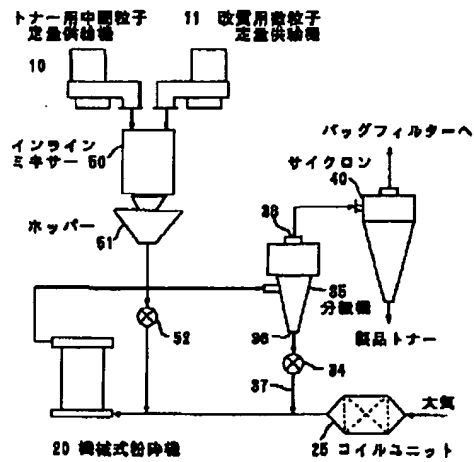 トナー用中間粒子
定量供給機
10
11 改質用微粒子
定量供給機
インライン
ミキサー 50
ホッパー
51
52
バッグフィルターへ
サイクロン
40
38
35
分級機
36
34
37
製品トナー
大気
20 機械式粉砕機
25 コイルユニット